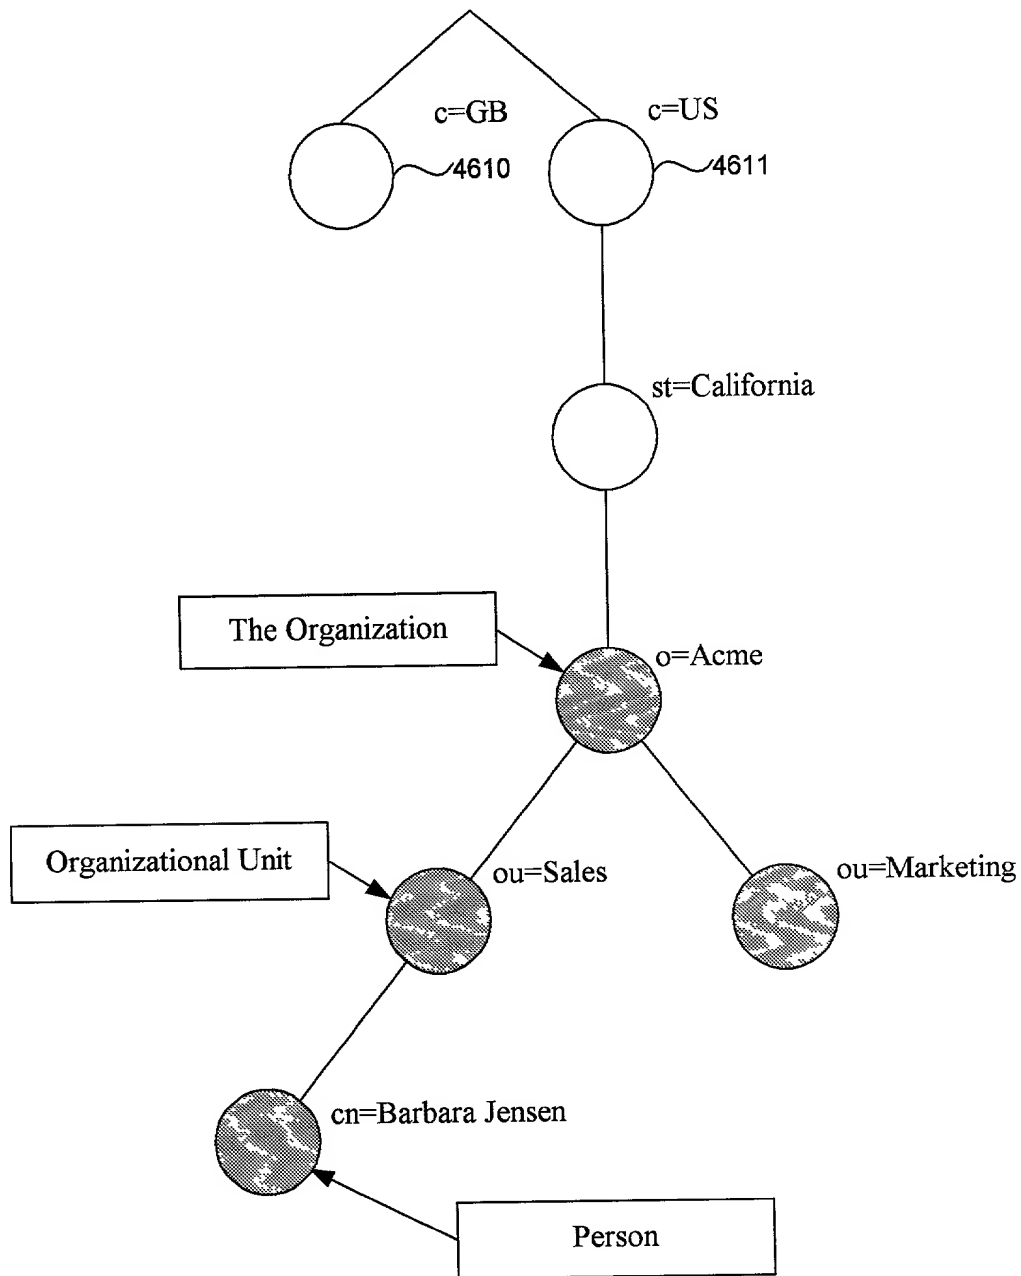 c=GB
c=US
4610
4611
st=California
The Organization
o=Acme
Organizational Unit
ou=Sales
ou=Marketing
cn=Barbara Jensen
Person